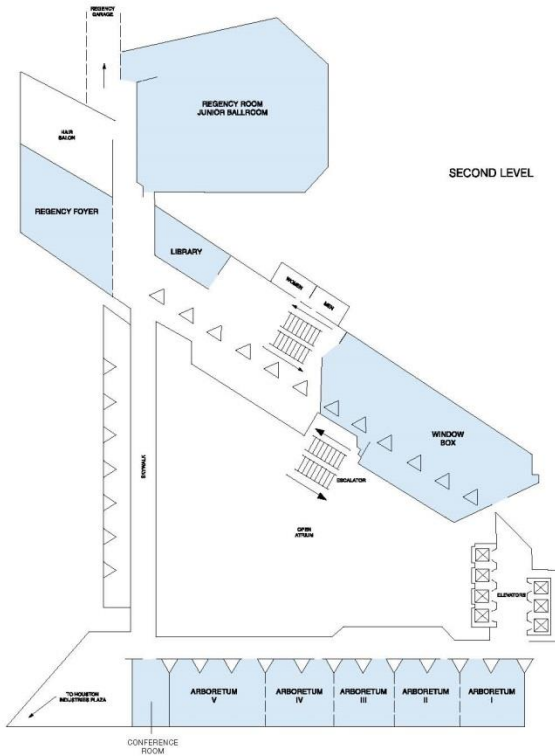 REGENCY
GARAGE
REGENCY ROOM
JUNIOR BALLROOM
HAIR
SALON
SECOND LEVEL
REGENCY FOYER
LIBRARY
WOMEN
MEN
WINDOW
BOX
SKYWALK
ESCALATOR
OPEN
ATRIUM
ELEVATORS
TO HOUSTON
INDUSTRIES PLAZA
ARBORETUM
V
ARBORETUM
IV
ARBORETUM
III
ARBORETUM
II
ARBORETUM
I
CONFERENCE
ROOM